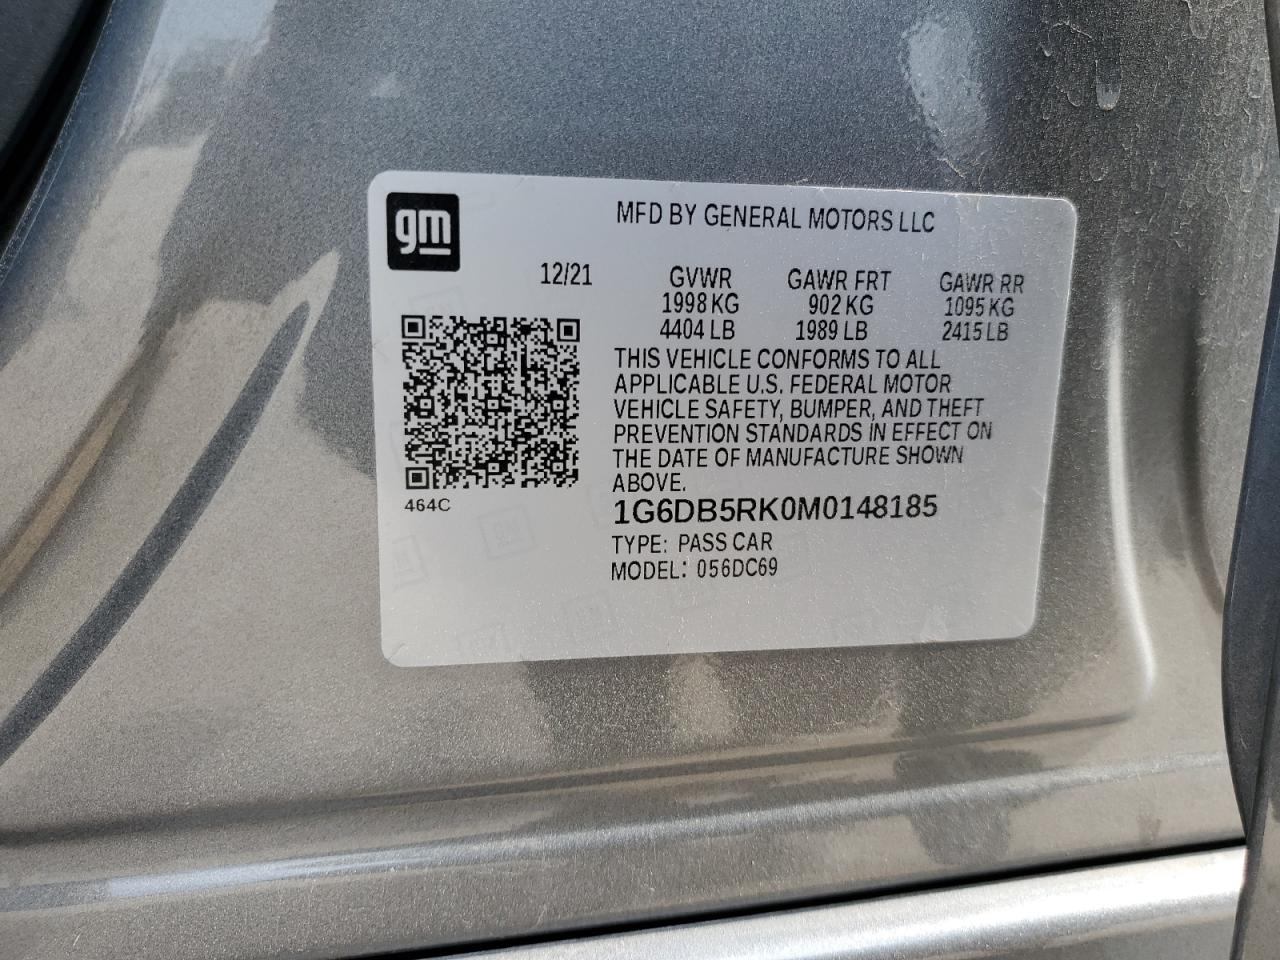 gm
MFD BY GENERAL MOTORS LLC
12/21 GVWR GAWR FRT GAWR RR
1998 KG 902 KG 1095 KG
4404 LB 1989 LB 2415 LB
THIS VEHICLE CONFORMS TO ALL
APPLICABLE U.S. FEDERAL MOTOR
VEHICLE SAFETY, BUMPER, AND THEFT
PREVENTION STANDARDS IN EFFECT ON
THE DATE OF MANUFACTURE SHOWN
ABOVE.
464C
1G6DB5RK0M0148185
TYPE: PASS CAR
MODEL: 056DC69